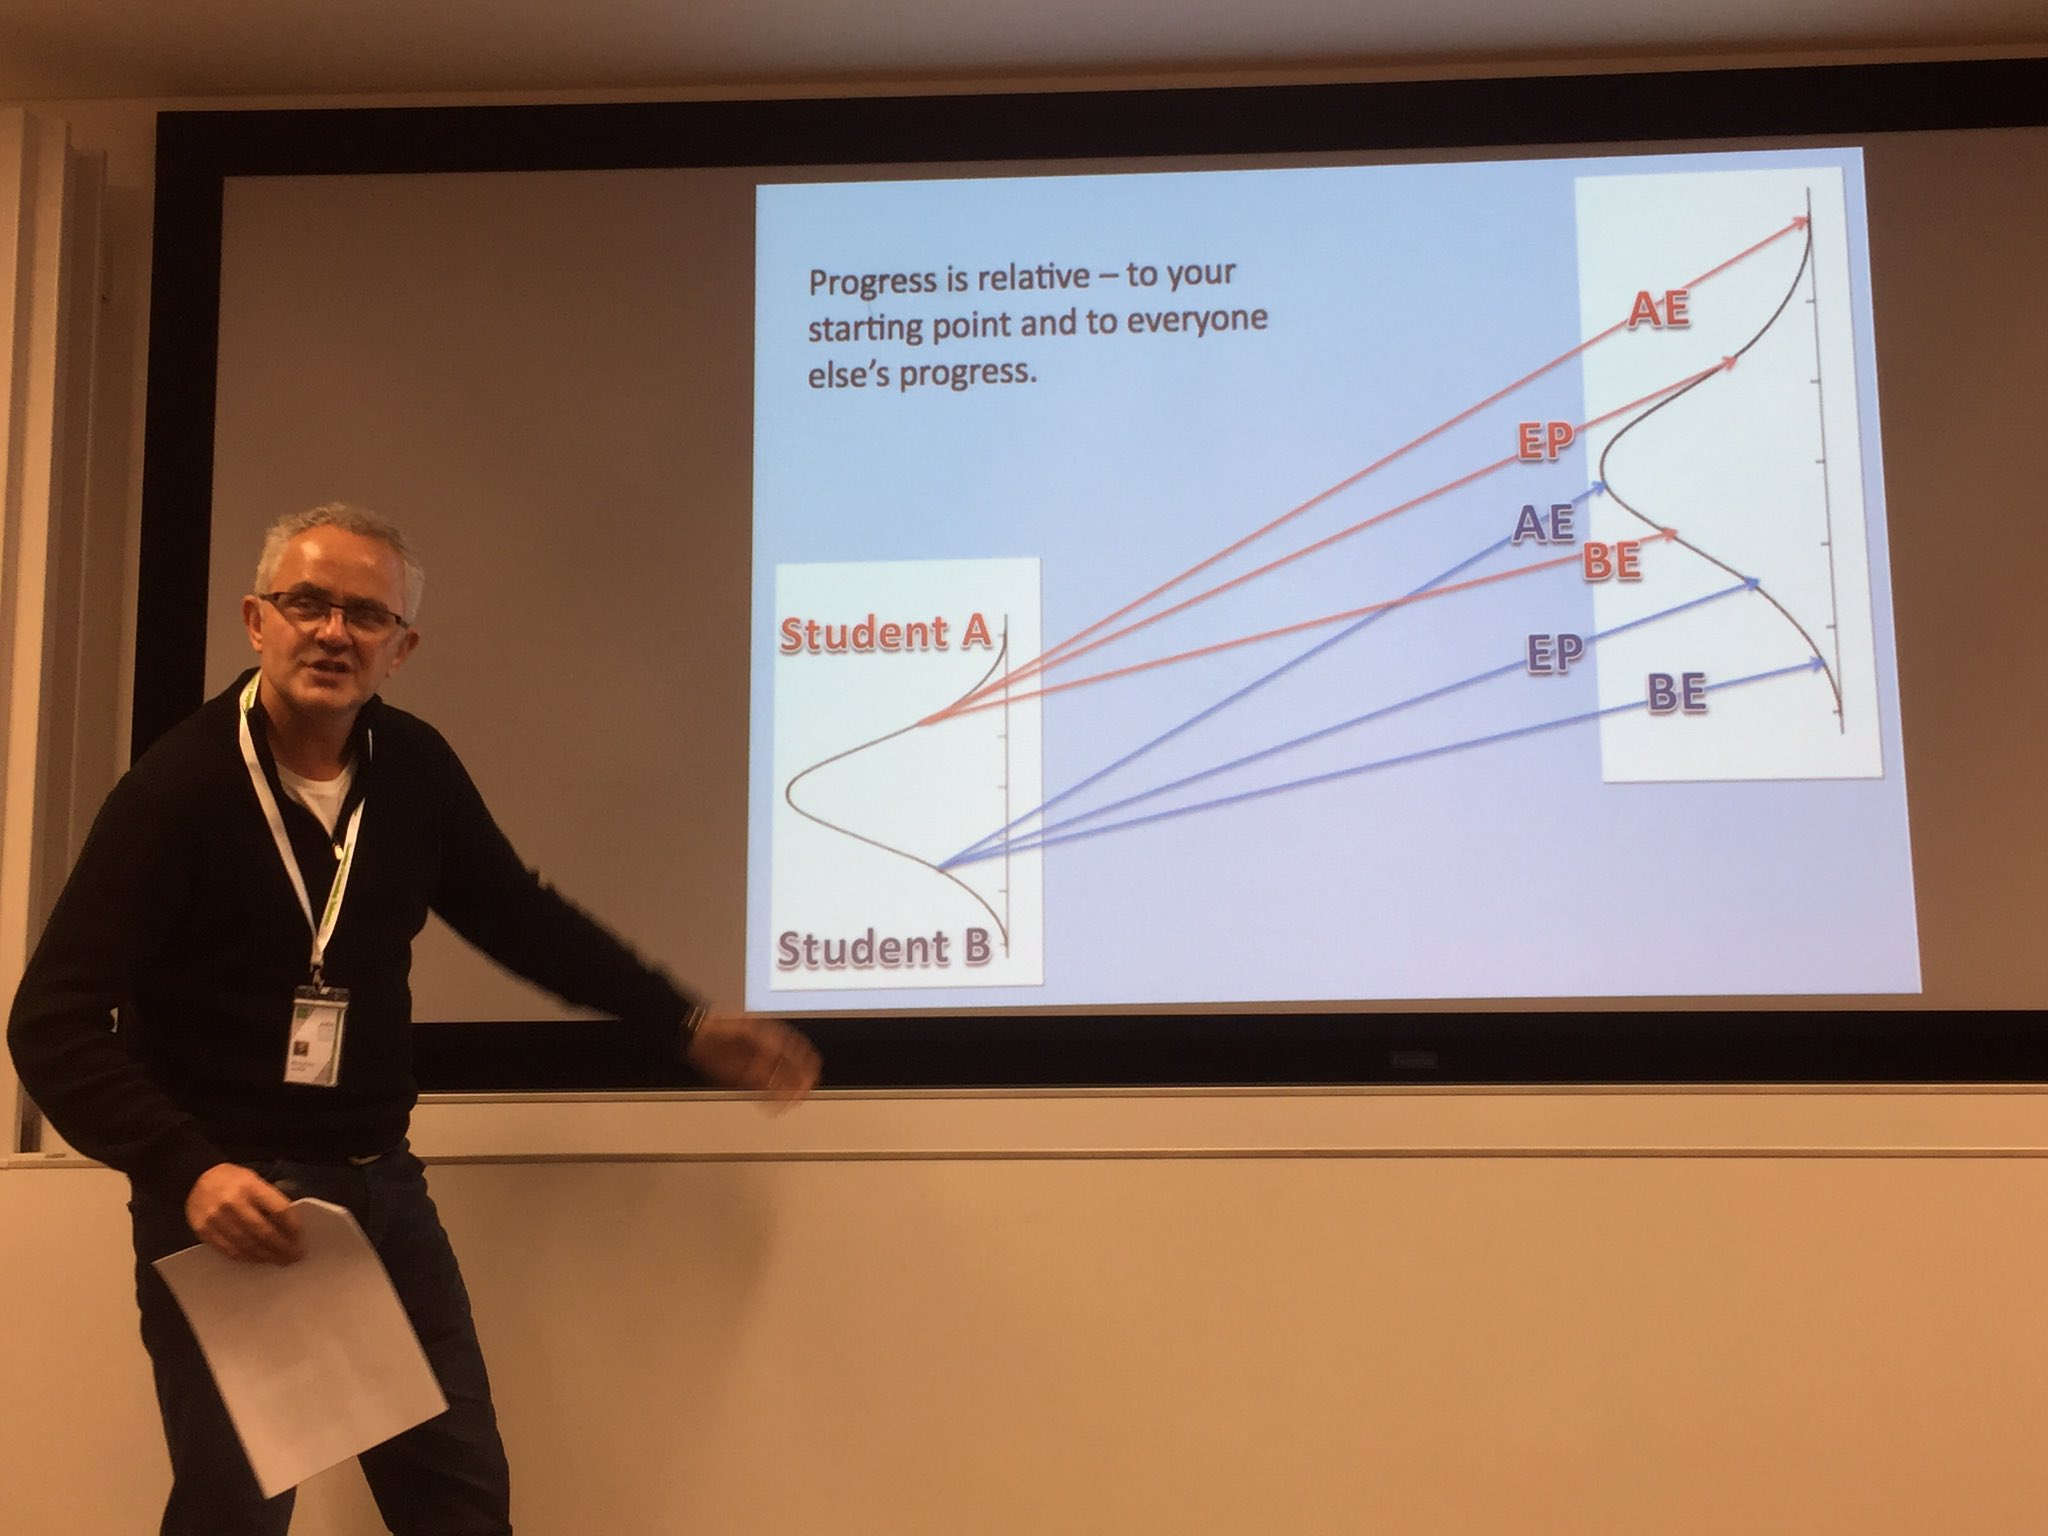 Progress is relative – to your
starting point and to everyone
else's progress.
AE
EP
AE
BE
EP
BE
Student A
Student B